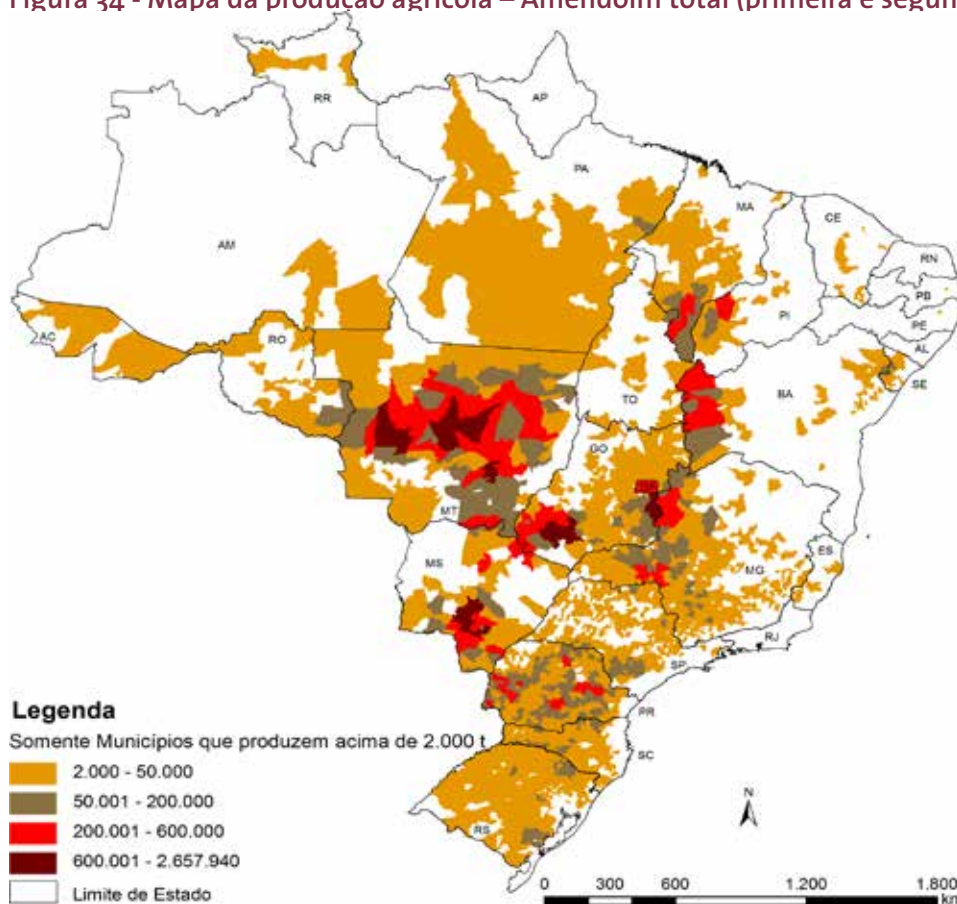 Figura 34 - Mapa da produção agrícola – Amendoim total (primeira e
RR
AP
AM
PA
MA
CE
RN
PB
PE
AL
SE
PI
AC
RO
TO
BA
GO
MT
MS
MG
ES
RJ
SP
PR
SC
RS
Legenda
Somente Municípios que produzem acima de 2.000 t
2.000 - 50.000
50.001 - 200.000
200.001 - 600.000
600.001 - 2.657.940
Limite de Estado
N
0 300 600 1.200 1.800
km